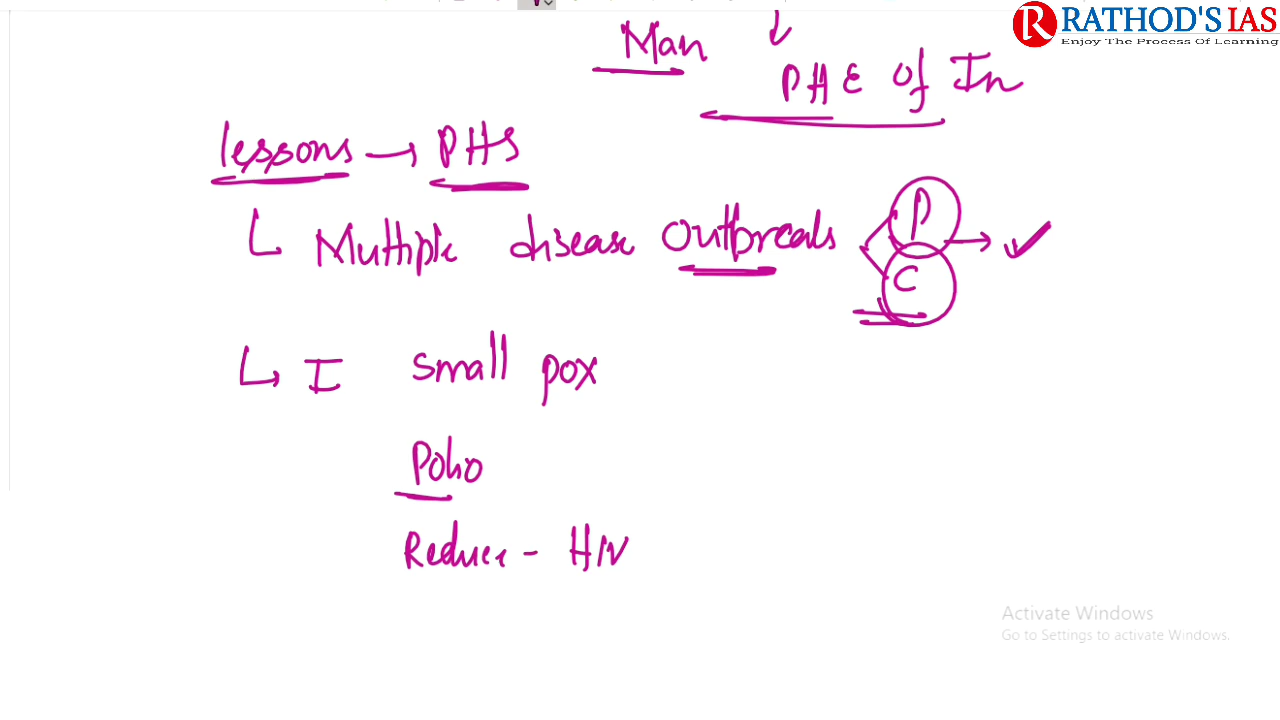 RATHOD'S IAS
Enjoy The Process Of Learning
Man
PHE of In
lessons → PHS
Multiple disease outbreaks
P
C
I small pox
Polio
Reduce - HIV
Activate Windows
Go to Settings to activate Windows.